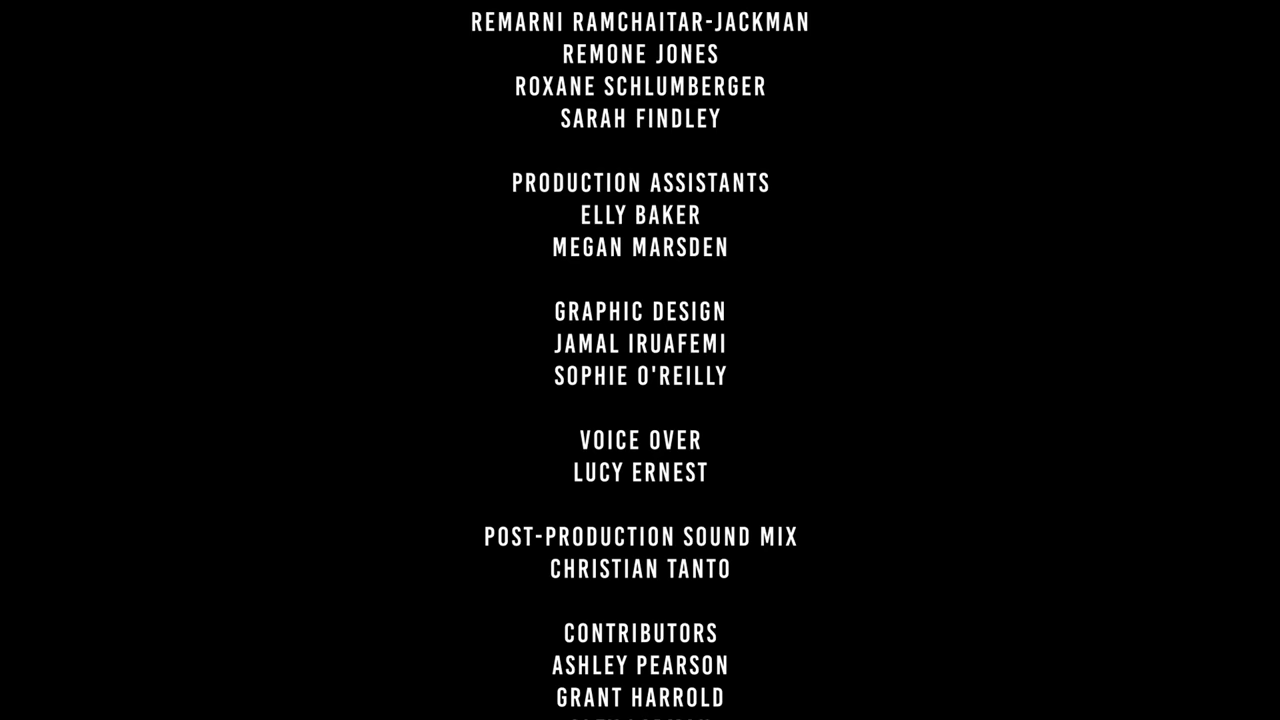 REMARNI RAMCHAITAR-JACKMAN
REMONE JONES
ROXANE SCHLUMBERGER
SARAH FINDLEY
PRODUCTION ASSISTANTS
ELLY BAKER
MEGAN MARSDEN
GRAPHIC DESIGN
JAMAL IRUAFEMI
SOPHIE O'REILLY
VOICE OVER
LUCY ERNEST
POST-PRODUCTION SOUND MIX
CHRISTIAN TANTO
CONTRIBUTORS
ASHLEY PEARSON
GRANT HARROLD